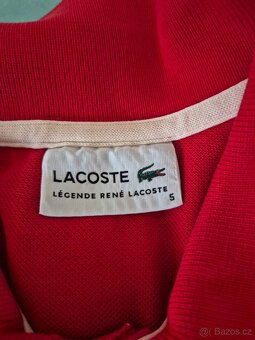 LACOSTE
LÉGENDE RENÉ LACOSTE
5
Bazos.cz